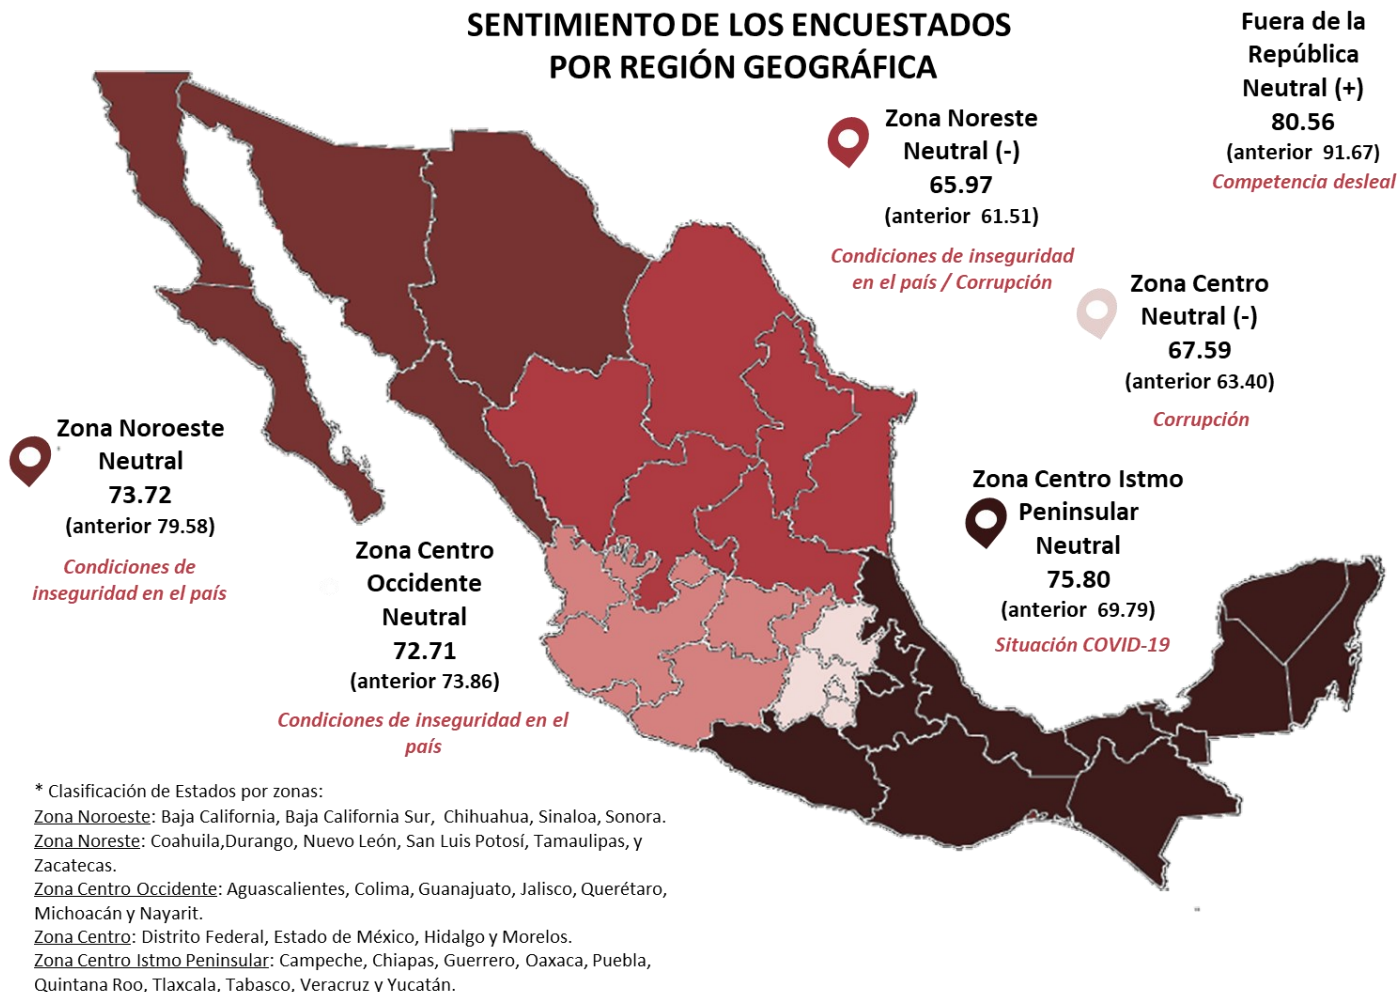 SENTIMIENTO DE LOS ENCUESTADOS
POR REGIÓN GEOGRÁFICA
Fuera de la
República
Neutral (+)
80.56
(anterior 91.67)
Competencia desleal
Zona Noreste
Neutral (-)
65.97
(anterior 61.51)
Condiciones de inseguridad
en el país / Corrupción
Zona Centro
Neutral (-)
67.59
(anterior 63.40)
Corrupción
Zona Noroeste
Neutral
73.72
(anterior 79.58)
Condiciones de
inseguridad en el país
Zona Centro Istmo
Peninsular
Neutral
75.80
(anterior 69.79)
Situación COVID-19
Zona Centro
Occidente
Neutral
72.71
(anterior 73.86)
Condiciones de inseguridad en el
país
* Clasificación de Estados por zonas:
Zona Noroeste: Baja California, Baja California Sur, Chihuahua, Sinaloa, Sonora.
Zona Noreste: Coahuila,Durango, Nuevo León, San Luis Potosí, Tamaulipas, y
Zacatecas.
Zona Centro Occidente: Aguascalientes, Colima, Guanajuato, Jalisco, Querétaro,
Michoacán y Nayarit.
Zona Centro: Distrito Federal, Estado de México, Hidalgo y Morelos.
Zona Centro Istmo Peninsular: Campeche, Chiapas, Guerrero, Oaxaca, Puebla,
Quintana Roo, Tlaxcala, Tabasco, Veracruz y Yucatán.